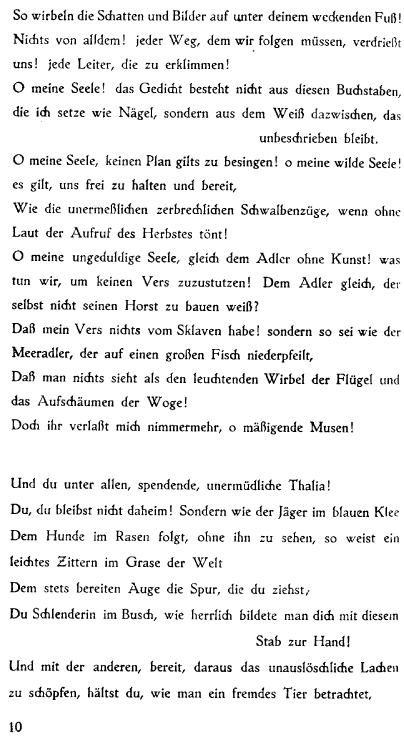 So wirbeln die Schatten und Bilder auf unter deinem weckenden Fuß!
Nichts von alldem! jeder Weg, dem wir folgen müssen, verdrießt
uns! jede Leiter, die zu erklimmen!
O meine Seele! das Gedicht besteht nicht aus diesen Buchstaben,
die ich setze wie Nägel, sondern aus dem Weiß dazwischen, das
unbeschrieben bleibt.
O meine Seele, keinen Plan gilts zu besingen! o meine wilde Seele!
es gilt, uns frei zu halten und bereit,
Wie die unermeßlichen zerbrechlichen Schwalbenzüge, wenn ohne
Laut der Aufruf des Herbstes tönt!
O meine ungeduldige Seele, gleich dem Adler ohne Kunst! was
tun wir, um keinen Vers zuzustutzen! Dem Adler gleich, der
selbst nicht seinen Horst zu bauen weiß?
Daß mein Vers nichts vom Sklaven habe! sondern so sei wie der
Meeradler, der auf einen großen Fisch niederpfeilt,
Daß man nichts sieht als den leuchtenden Wirbel der Flügel und
das Aufschäumen der Woge!
Doch ihr verlaßt mich nimmermehr, o mäßigende Musen!
Und du unter allen, spendende, unermüdliche Thalia!
Du, du bleibst nicht daheim! Sondern wie der Jäger im blauen Klee
Dem Hunde im Rasen folgt, ohne ihn zu sehen, so weist ein
leichtes Zittern im Grase der Welt
Dem stets bereiten Auge die Spur, die du ziehst,
Du Schlenderin im Busch, wie herrlich bildete man dich mit diesem
Stab zur Hand!
Und mit der anderen, bereit, daraus das unauslöschliche Lachen
zu schöpfen, hältst du, wie man ein fremdes Tier betrachtet,
10